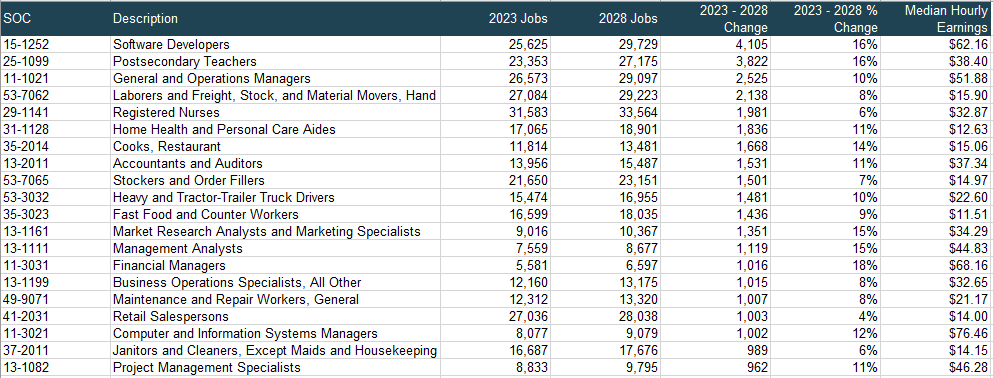 SOC Description 2023 Jobs 2028 Jobs 2023 - 2028 Change 2023 - 2028 % Change Median Hourly Earnings
15-1252 Software Developers 25,625 29,729 4,105 16% $62.16
25-1099 Postsecondary Teachers 23,353 27,175 3,822 16% $38.40
11-1021 General and Operations Managers 26,573 29,097 2,525 10% $51.88
53-7062 Laborers and Freight, Stock, and Material Movers, Hand 27,084 29,223 2,138 8% $15.90
29-1141 Registered Nurses 31,583 33,564 1,981 6% $32.87
31-1128 Home Health and Personal Care Aides 17,065 18,901 1,836 11% $12.63
35-2014 Cooks, Restaurant 11,814 13,481 1,668 14% $15.06
13-2011 Accountants and Auditors 13,956 15,487 1,531 11% $37.34
53-7065 Stockers and Order Fillers 21,650 23,151 1,501 7% $14.97
53-3032 Heavy and Tractor-Trailer Truck Drivers 15,474 16,955 1,481 10% $22.60
35-3023 Fast Food and Counter Workers 16,599 18,035 1,436 9% $11.51
13-1161 Market Research Analysts and Marketing Specialists 9,016 10,367 1,351 15% $34.29
13-1111 Management Analysts 7,559 8,677 1,119 15% $44.83
11-3031 Financial Managers 5,581 6,597 1,016 18% $68.16
13-1199 Business Operations Specialists, All Other 12,160 13,175 1,015 8% $32.65
49-9071 Maintenance and Repair Workers, General 12,312 13,320 1,007 8% $21.17
41-2031 Retail Salespersons 27,036 28,038 1,003 4% $14.00
11-3021 Computer and Information Systems Managers 8,077 9,079 1,002 12% $76.46
37-2011 Janitors and Cleaners, Except Maids and Housekeeping 16,687 17,676 989 6% $14.15
13-1082 Project Management Specialists 8,833 9,795 962 11% $46.28